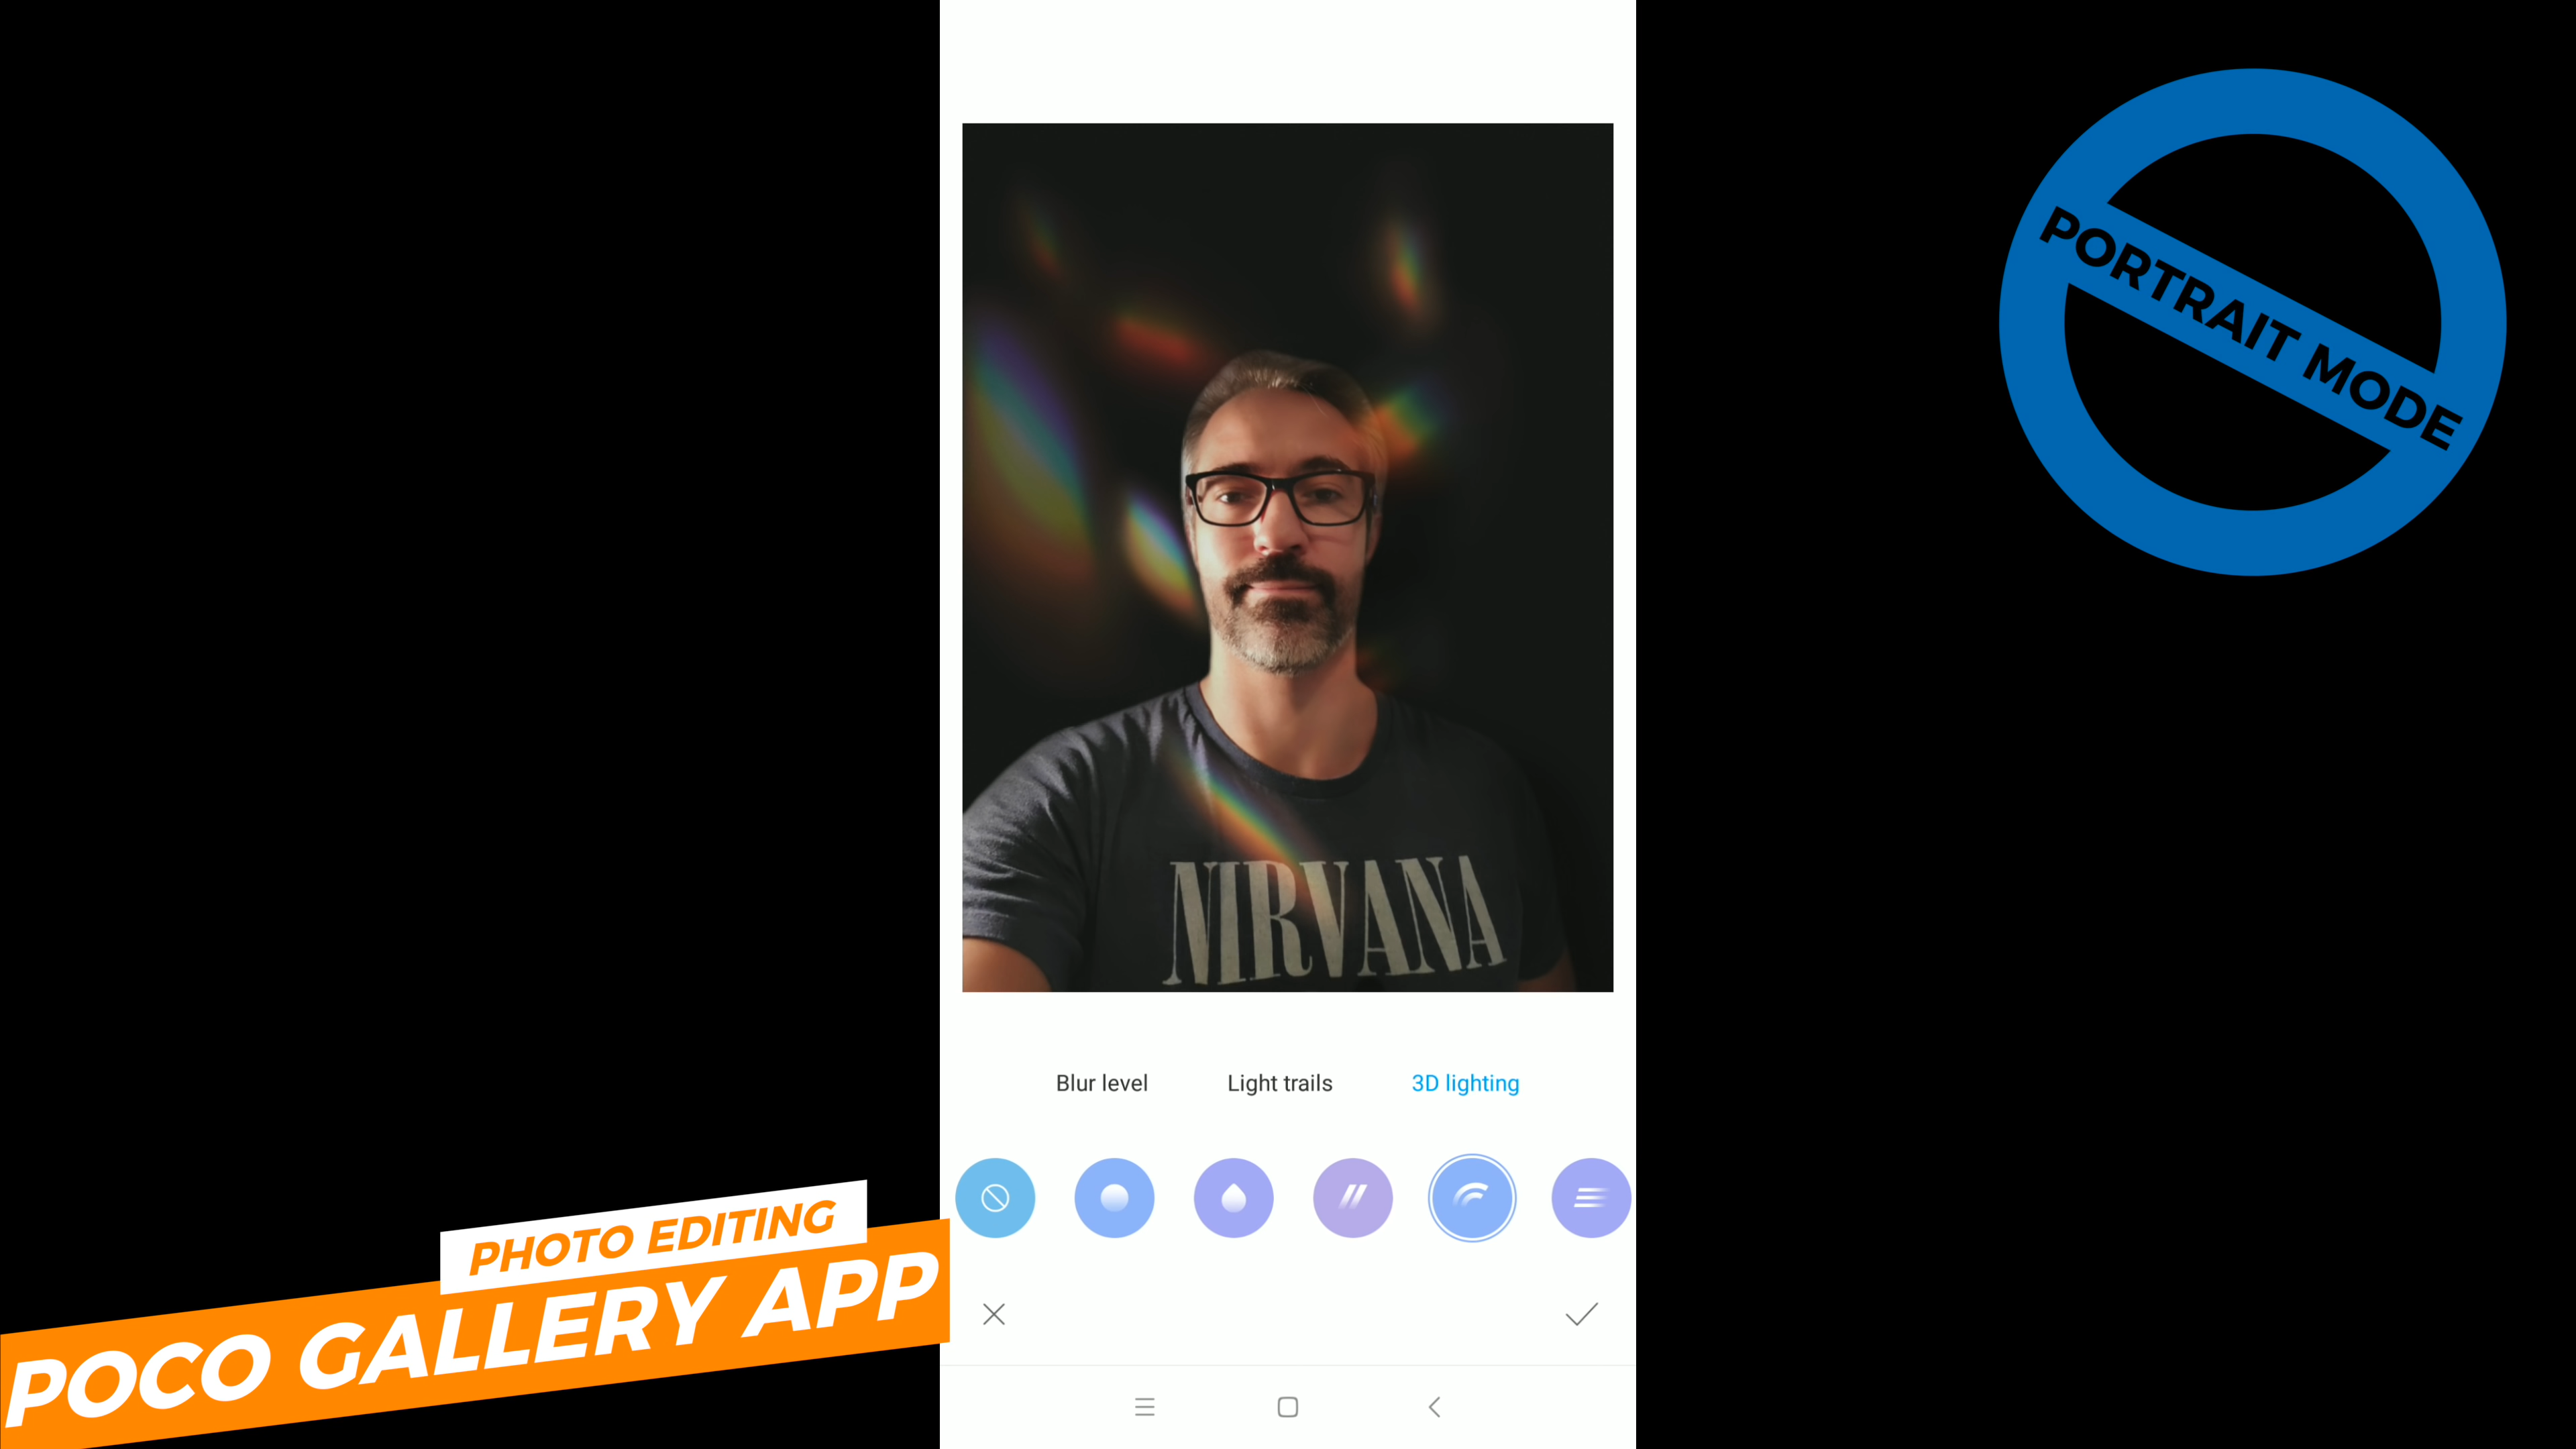 PORTRAIT MODE
NIRVANA
Blur level
Light trails
3D lighting
PHOTO EDITING
POCO GALLERY APP